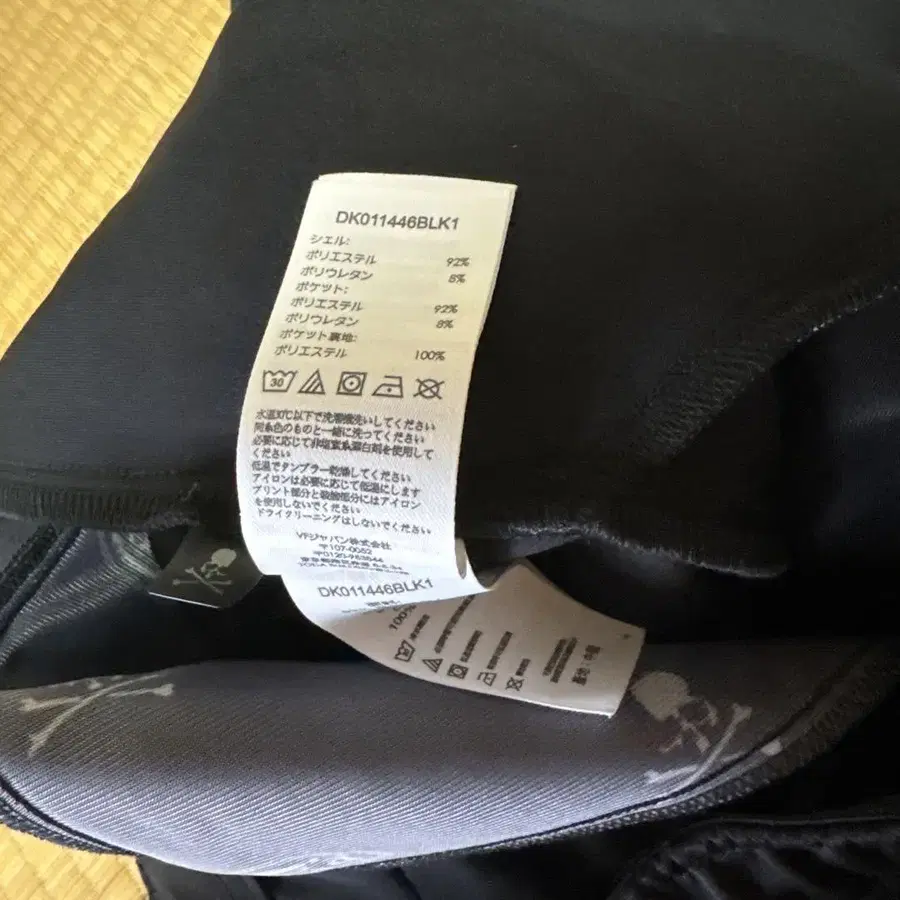 DK011446BLK1
シェル:
ポリエステル 92%
ポリウレタン 8%
ポケット:
ポリエステル 92%
ポリウレタン 8%
ポケット裏地:
ポリエステル 100%
30
水温30℃以下で洗濯機洗いしてください
同系色のものと一緒に洗ってください
必要に応じて非塩素系漂白剤を使用して
ください
低温でタンブラー乾燥してください
アイロンは必要に応じて低温にします
プリント部分と装飾部分にはアイロン
を使用しないでください
ドライクリーニングはしないでください
VFジャパン株式会社
〒107-0052
DK011446BLK1
100%